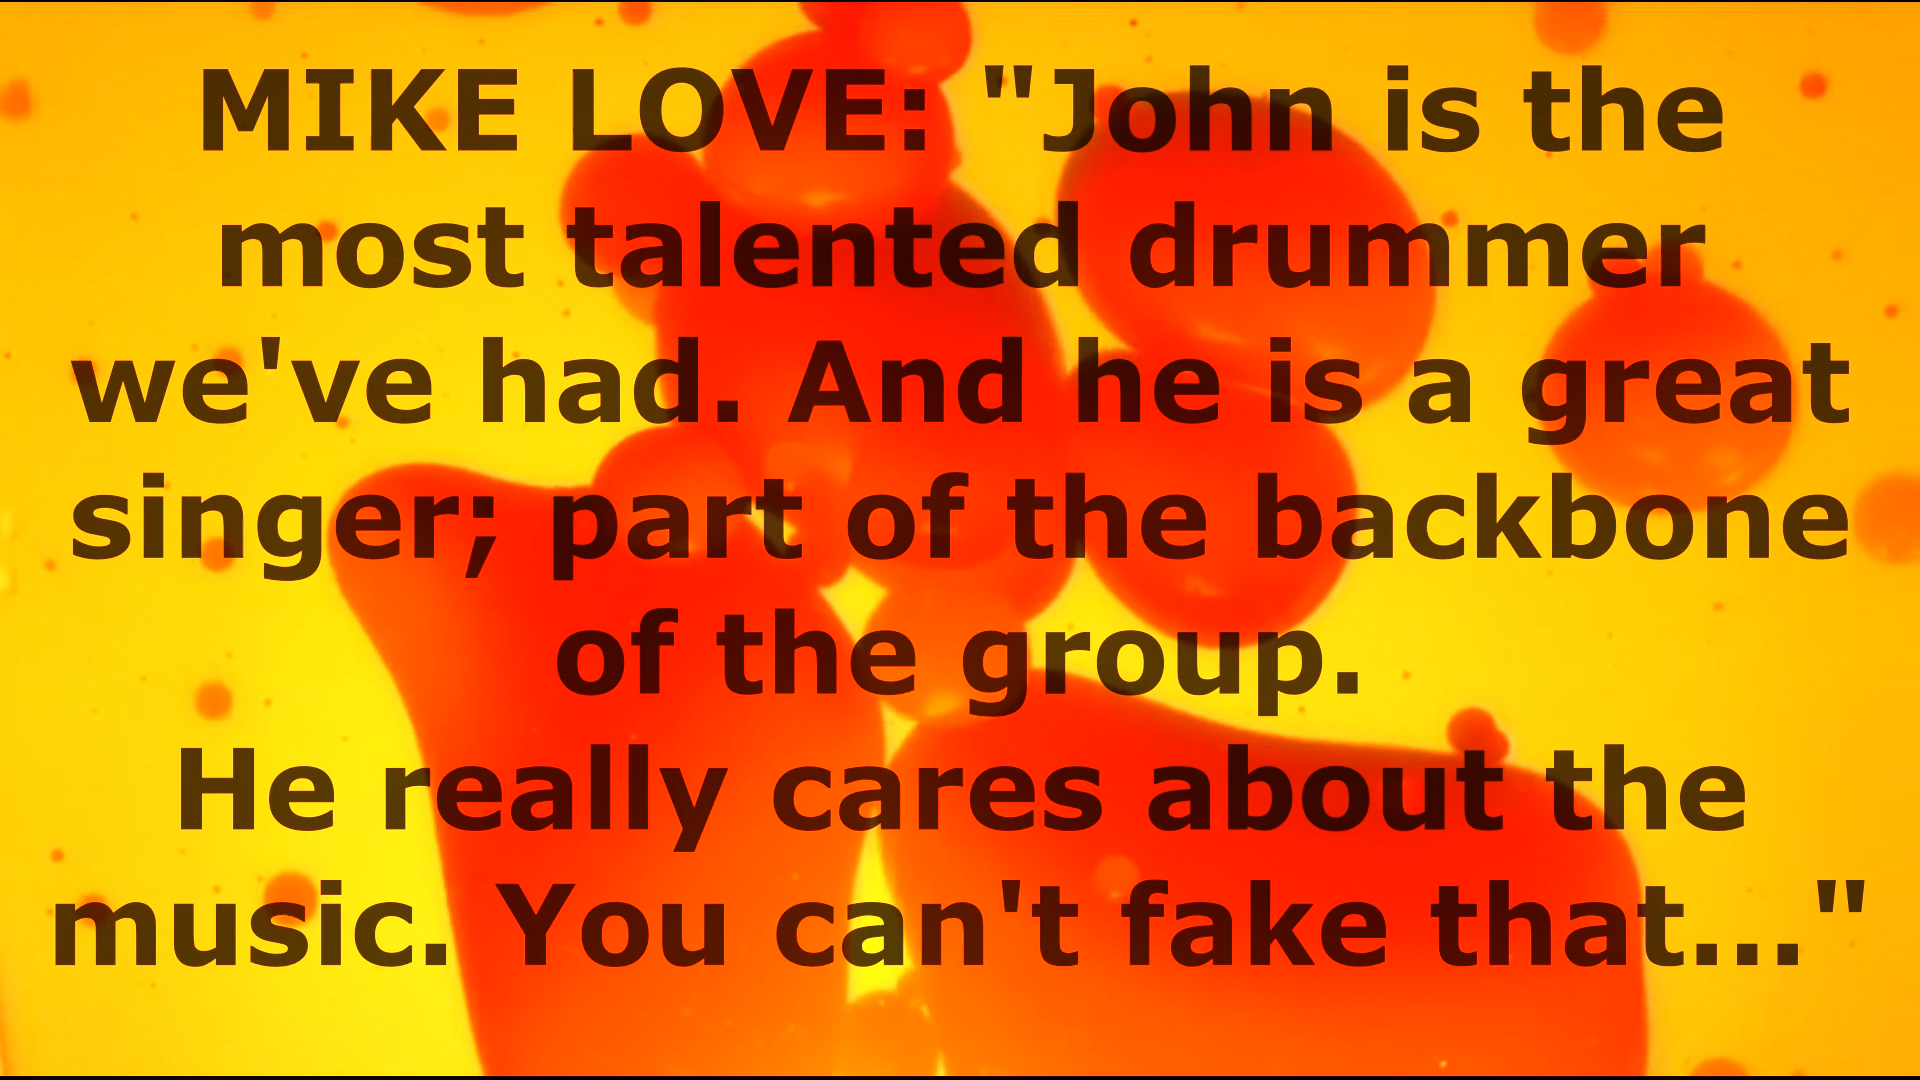 MIKE LOVE: "John is the
most talented drummer
we've had. And he is a great
singer; part of the backbone
of the group.
He really cares about the
music. You can't fake that..."